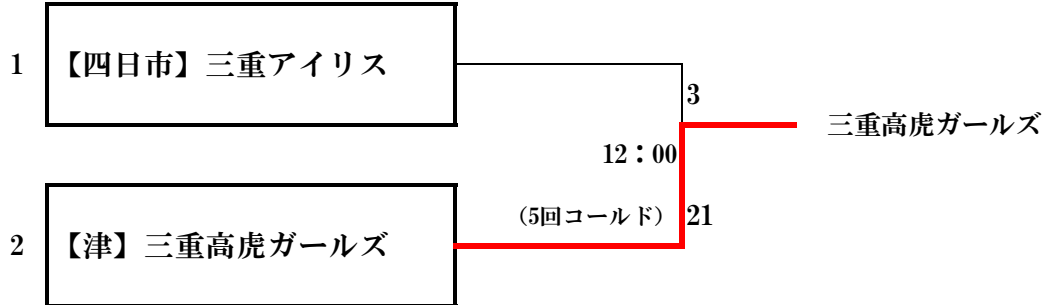 1
【四日市】三重アイリス
3
三重高虎ガールズ
12：00
（5回コールド）
21
2
【津】三重高虎ガールズ